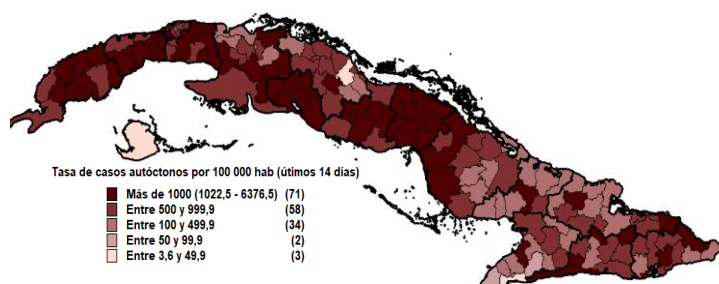 Tasa de casos autóctonos por 100 000 hab (útimos 14 días)
Más de 1000 (1022,5 - 6376,5) (71)
Entre 500 y 999,9 (58)
Entre 100 y 499,9 (34)
Entre 50 y 99,9 (2)
Entre 3,6 y 49,9 (3)